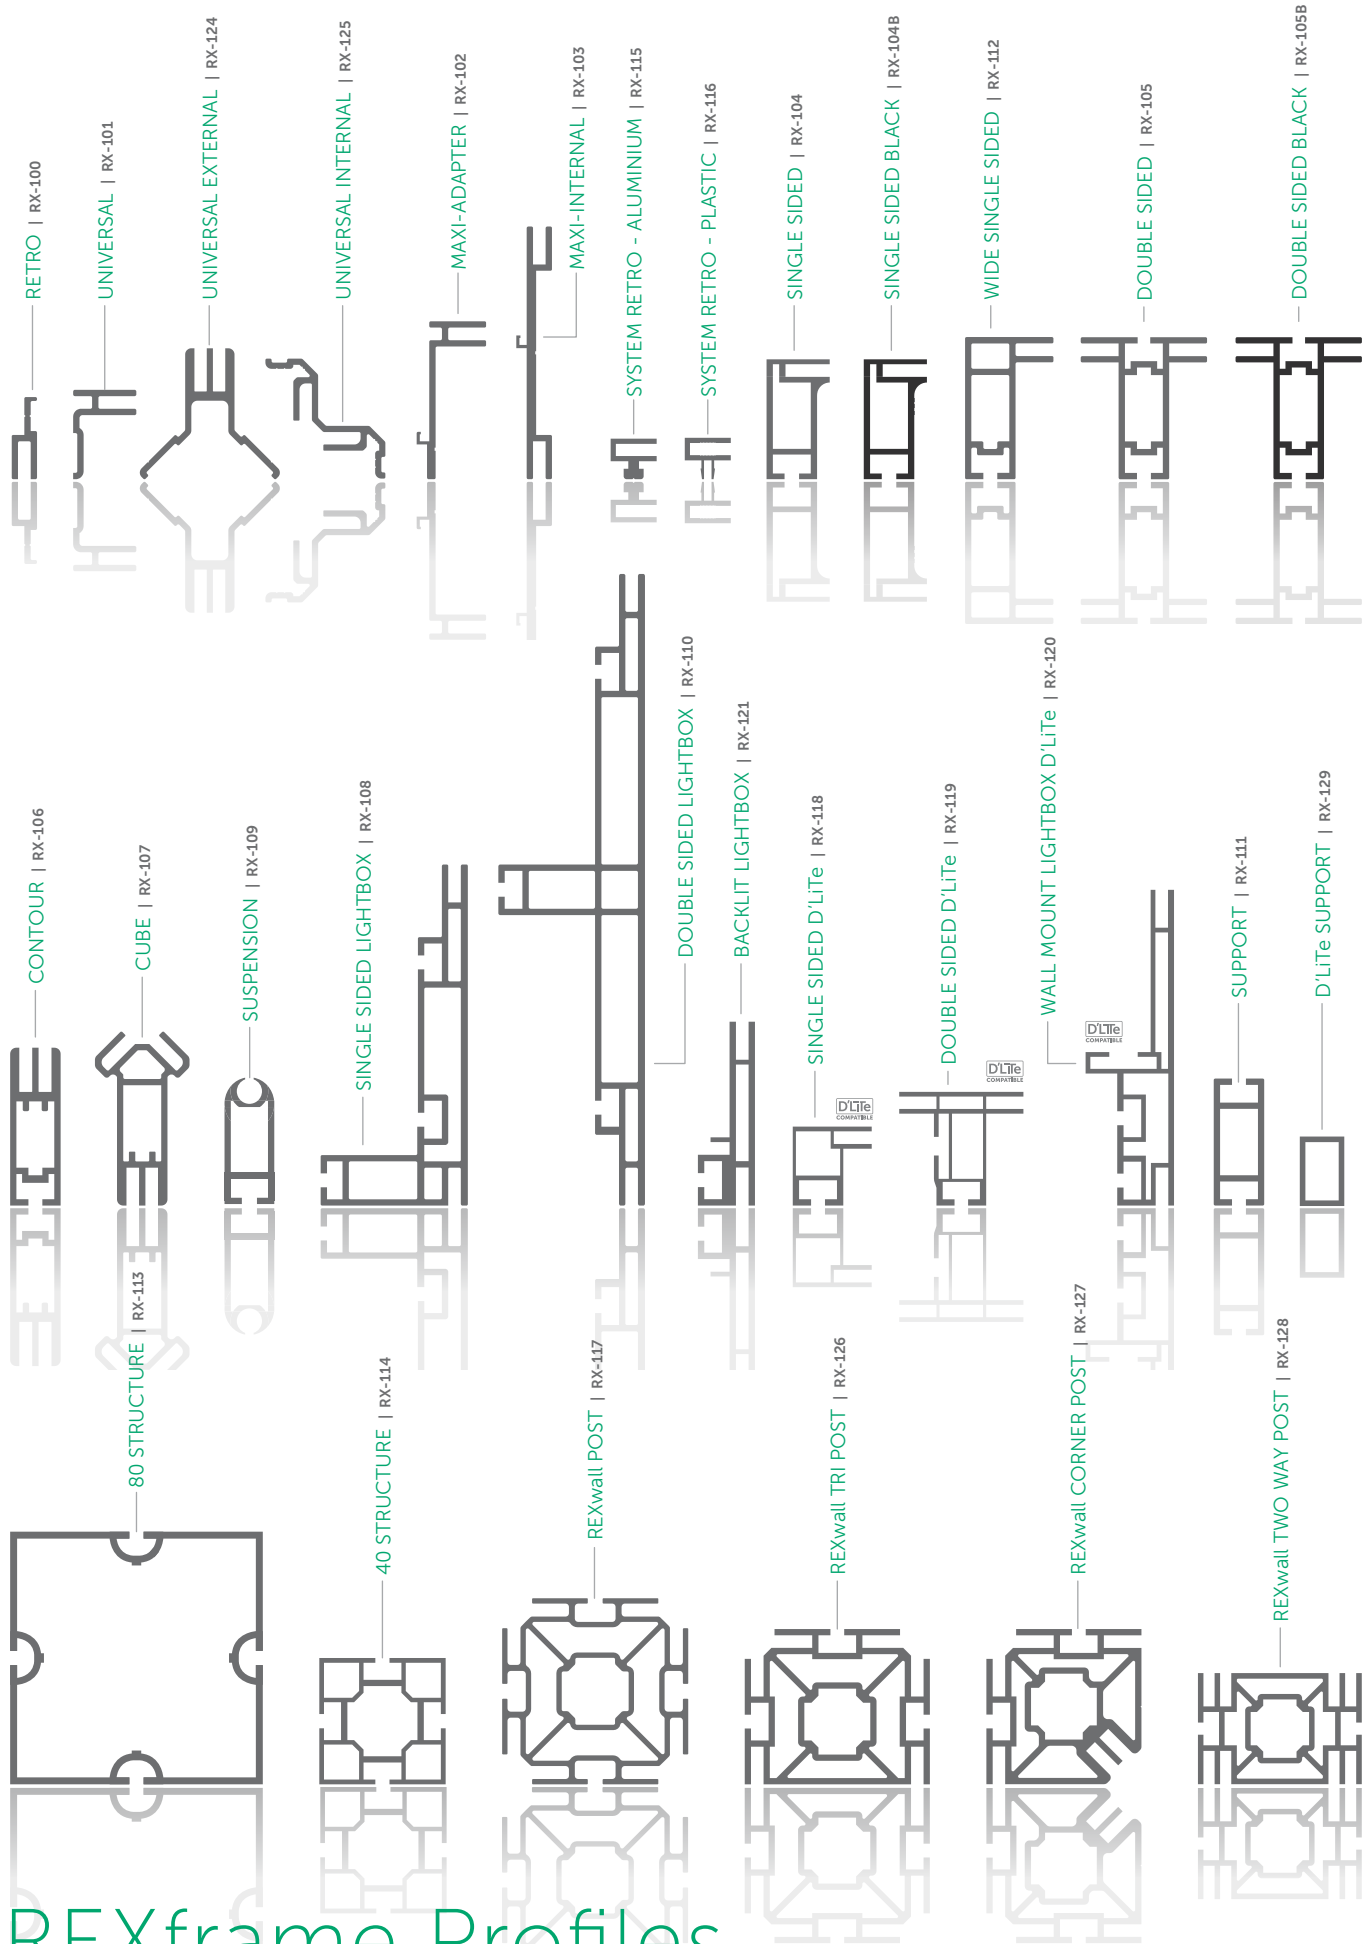 RETRO | RX-100
UNIVERSAL | RX-101
UNIVERSAL EXTERNAL | RX-124
UNIVERSAL INTERNAL | RX-125
MAXI-ADAPTER | RX-102
MAXI-INTERNAL | RX-103
SYSTEM RETRO - ALUMINIUM | RX-115
SYSTEM RETRO - PLASTIC | RX-116
SINGLE SIDED | RX-104
SINGLE SIDED BLACK | RX-104B
WIDE SINGLE SIDED | RX-112
DOUBLE SIDED | RX-105
DOUBLE SIDED BLACK | RX-105B
CONTOUR | RX-106
CUBE | RX-107
SUSPENSION | RX-109
SINGLE SIDED LIGHTBOX | RX-108
DOUBLE SIDED LIGHTBOX | RX-110
BACKLIT LIGHTBOX | RX-121
SINGLE SIDED D'LiTe | RX-118
D'LiTe
COMPATIBLE
DOUBLE SIDED D'LiTe | RX-119
D'LiTe
COMPATIBLE
WALL MOUNT LIGHTBOX D'LiTe | RX-120
D'LiTe
COMPATIBLE
SUPPORT | RX-111
D'LiTe SUPPORT | RX-129
80 STRUCTURE | RX-113
40 STRUCTURE | RX-114
REXwall POST | RX-117
REXwall TRI POST | RX-126
REXwall CORNER POST | RX-127
REXwall TWO WAY POST | RX-128
REXframe Profiles